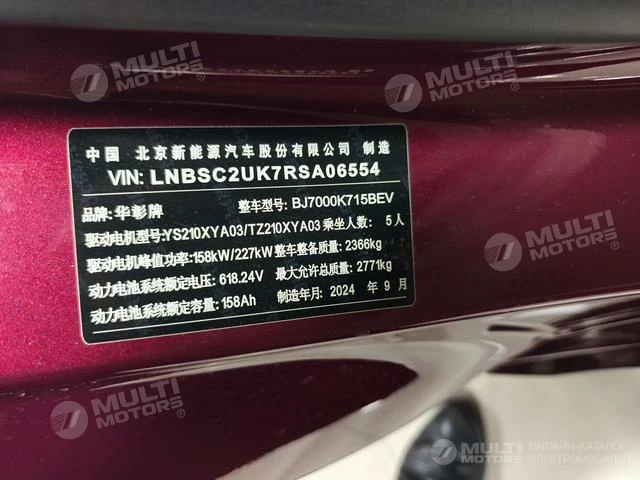 MULTI MOTORS
MULTI MOTORS
中国 北京新能源汽车股份有限公司 制造
VIN: LNBSC2UK7RSA06554
品牌: 华彰牌 整车型号: BJ7000K715BEV
驱动电机型号: YS210XYA03/TZ210XYA03 乘坐人数: 5人
驱动电机峰值功率: 158kW/227kW 整车整备质量: 2366kg
动力电池系统额定电压: 618.24V 最大允许总质量: 2771kg
动力电池系统额定容量: 158Ah 制造年月: 2024 年 9 月
MULTI MOTORS
MULTI MOTORS
ОНЛАЙН-КАТАЛОГ
ЭЛЕКТРОМОБИЛЕЙ